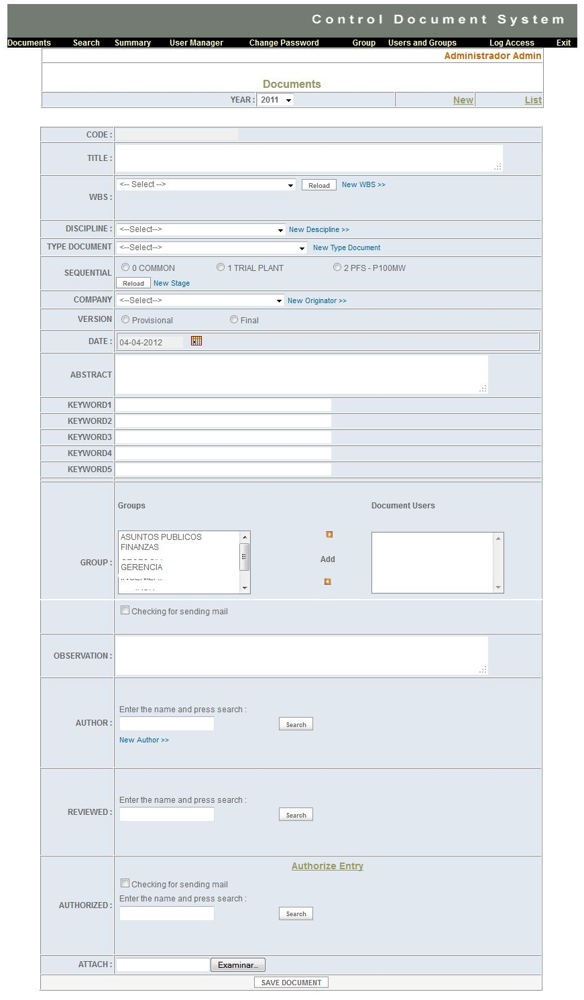 Control Document System
Documents Search Summary User Manager Change Password Group Users and Groups Log Access Exit
Administrador Admin
Documents
YEAR : 2011 New List
CODE :
TITLE :
WBS : <-- Select --> Reload New WBS >>
DISCIPLINE : <--Select--> New Descipline >>
TYPE DOCUMENT <--Select--> New Type Document
SEQUENTIAL 0 COMMON 1 TRIAL PLANT 2 PFS - P100MW
Reload New Stage
COMPANY <--Select--> New Originator >>
VERSION Provisional Final
DATE : 04-04-2012
ABSTRACT
KEYWORD1
KEYWORD2
KEYWORD3
KEYWORD4
KEYWORD5
Groups Document Users
ASUNTOS PUBLICOS
FINANZAS
Add
GROUP :
GERENCIA
Checking for sending mail
OBSERVATION :
Enter the name and press search :
AUTHOR : Search
New Author >>
Enter the name and press search :
REVIEWED : Search
Authorize Entry
Checking for sending mail
Enter the name and press search :
AUTHORIZED : Search
ATTACH : Examinar...
SAVE DOCUMENT